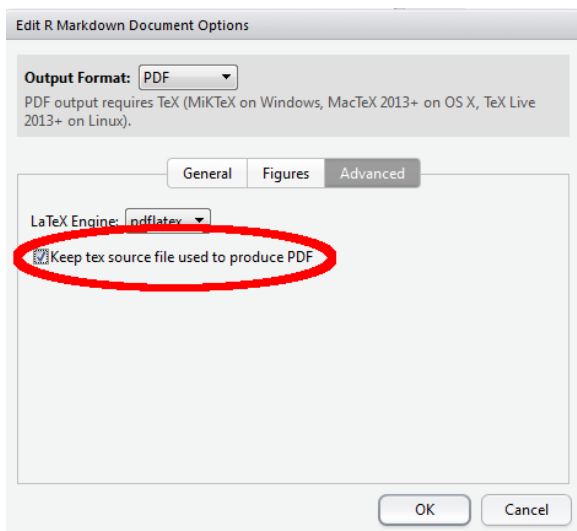 Edit R Markdown Document Options
Output Format: PDF
PDF output requires TeX (MiKTeX on Windows, MacTeX 2013+ on OS X, TeX Live
2013+ on Linux).
General Figures Advanced
LaTeX Engine: pdflatex
Keep tex source file used to produce PDF
OK Cancel